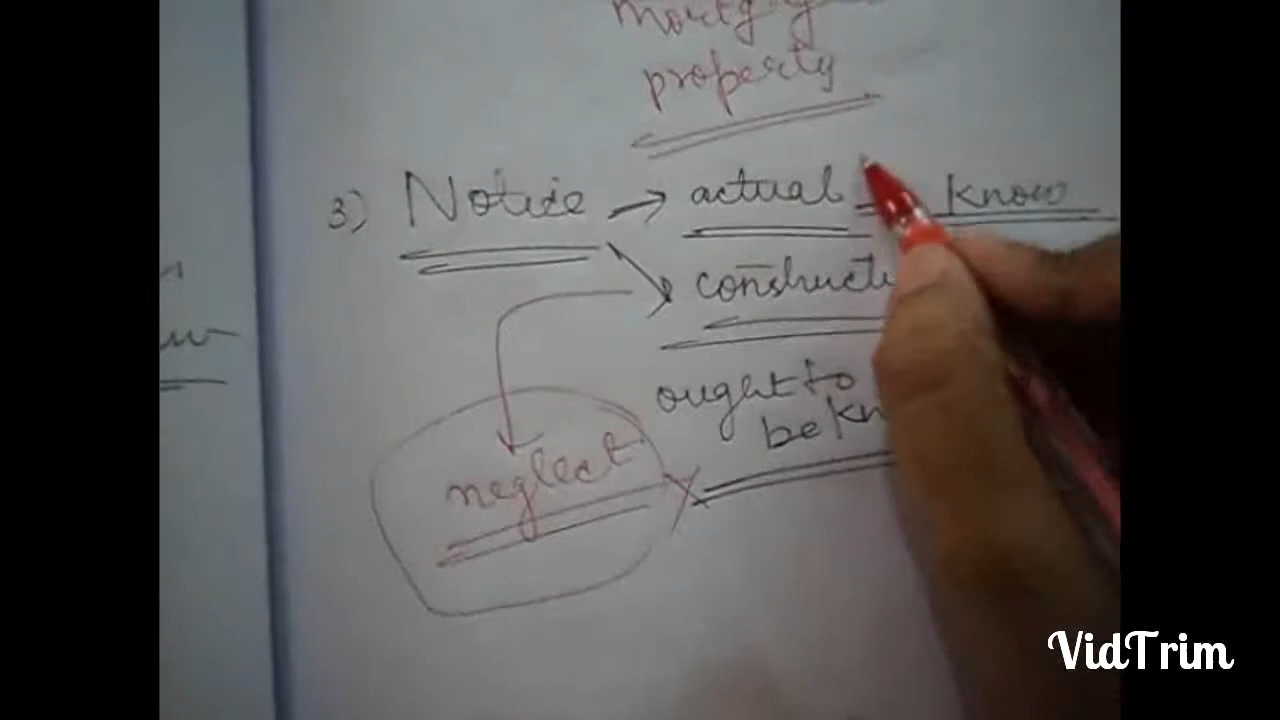 property
3) Notice → actual - know
constructi
ought to
be kn
neglect
VidTrim